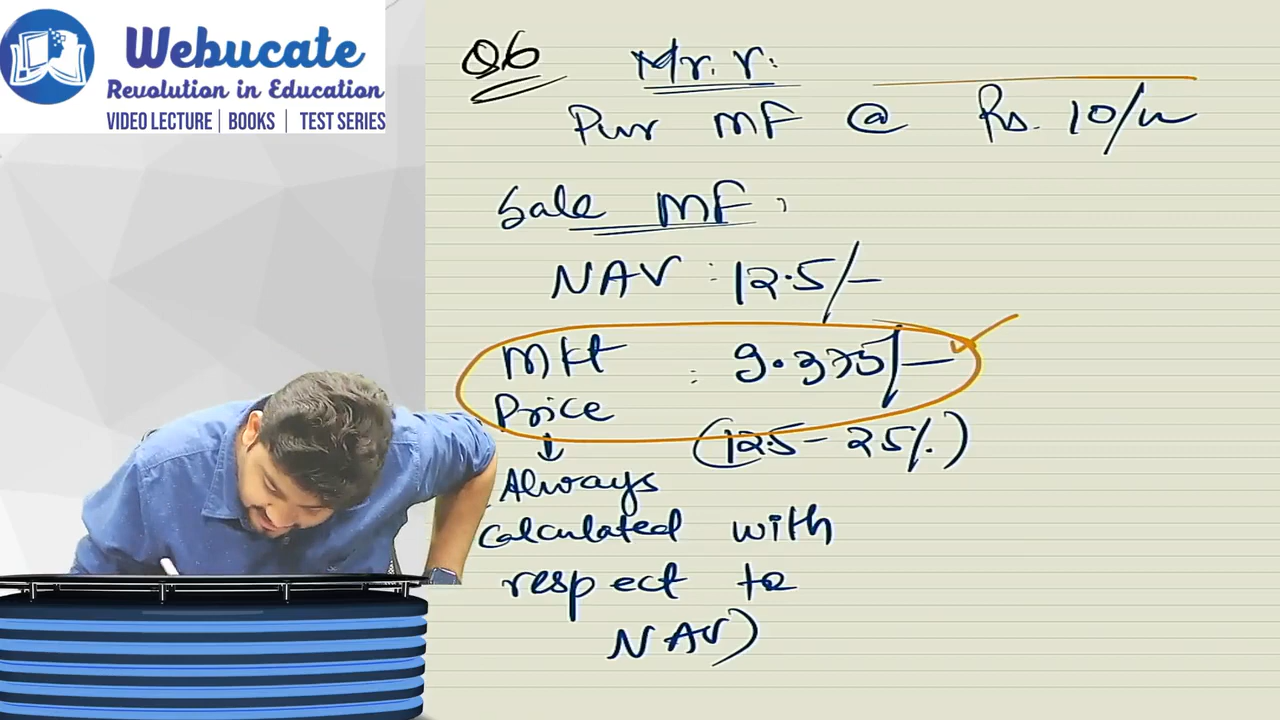 Webucate
Revolution in Education
VIDEO LECTURE | BOOKS | TEST SERIES
Q6 Mr. V:
Pur MF @ Rs. 10/u
Sale MF:
NAV : 12.5/-
Mkt : 9.375/-
Price
(12.5 - 25%)
Always
calculated with
respect to
NAV)